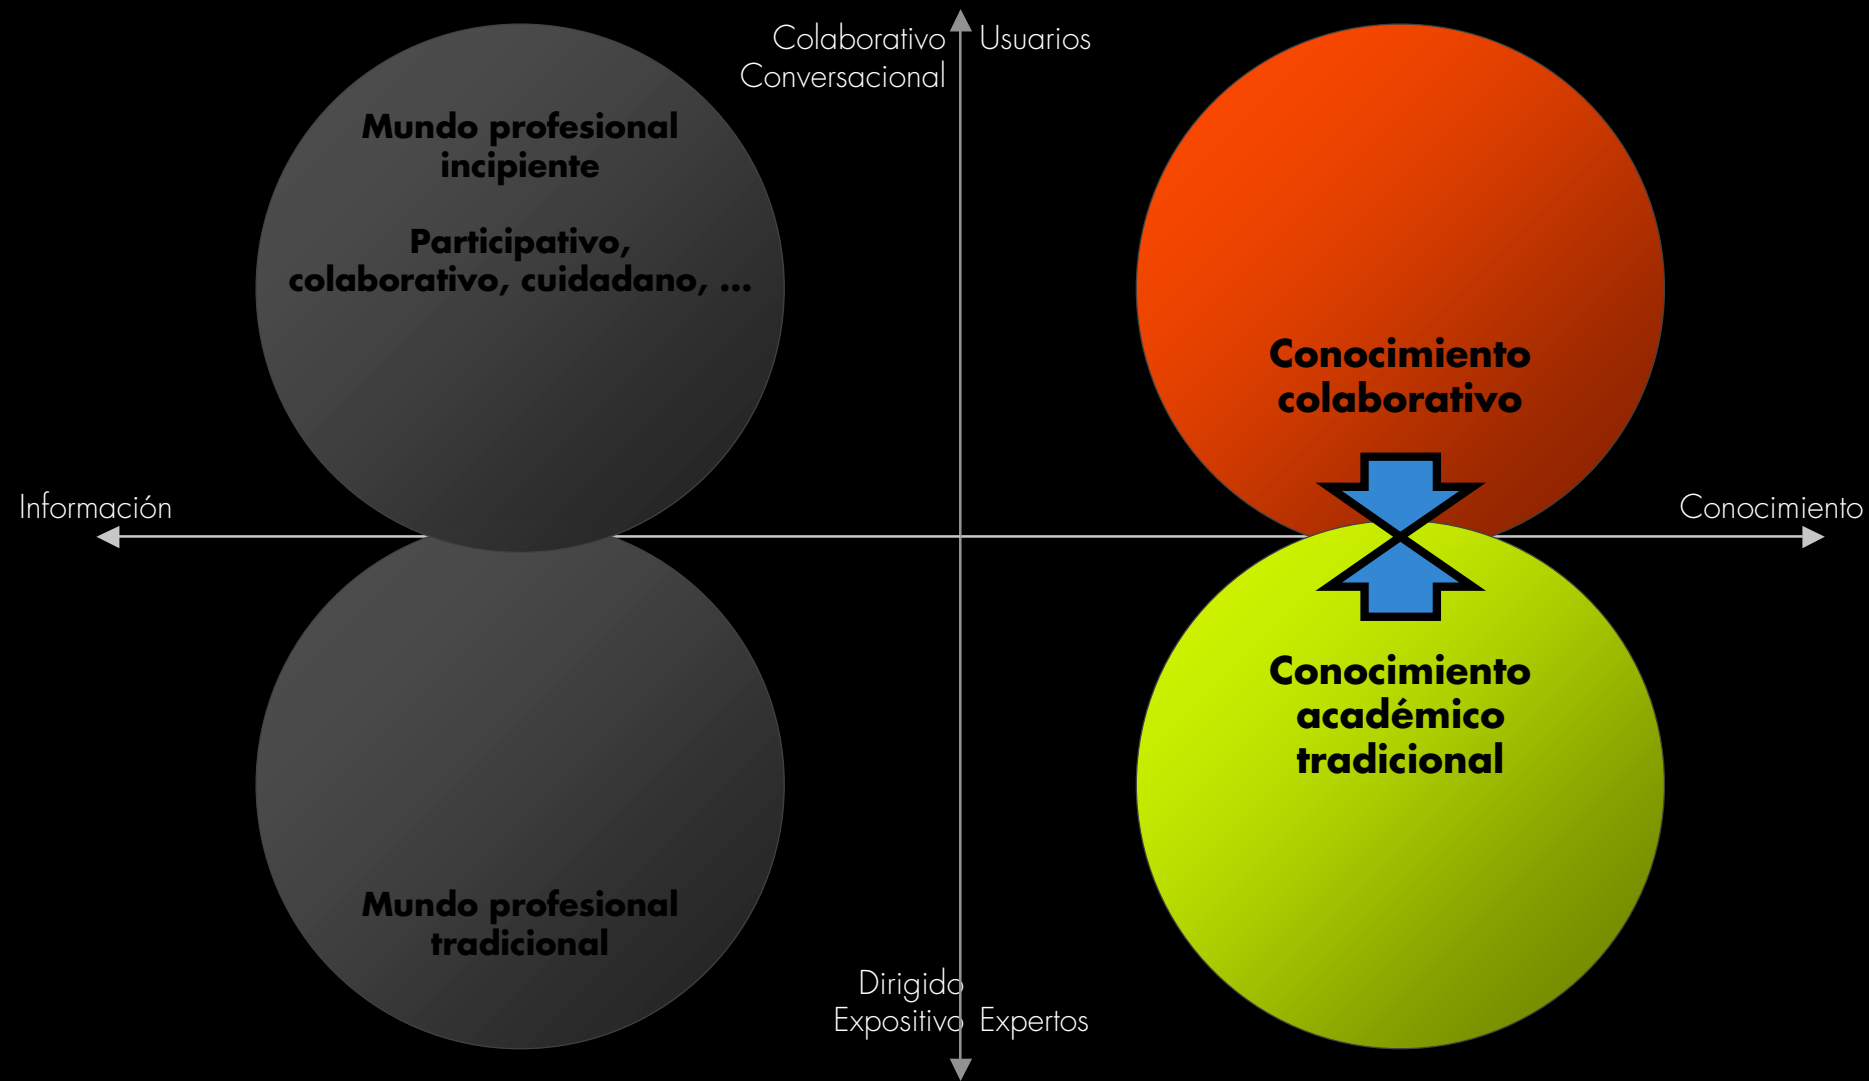 Colaborativo
Conversacional
Usuarios
Mundo profesional
incipiente
Participativo,
colaborativo, cuidadano, ...
Conocimiento
colaborativo
Información
Conocimiento
Conocimiento
académico
tradicional
Mundo profesional
tradicional
Dirigido
Expositivo
Expertos